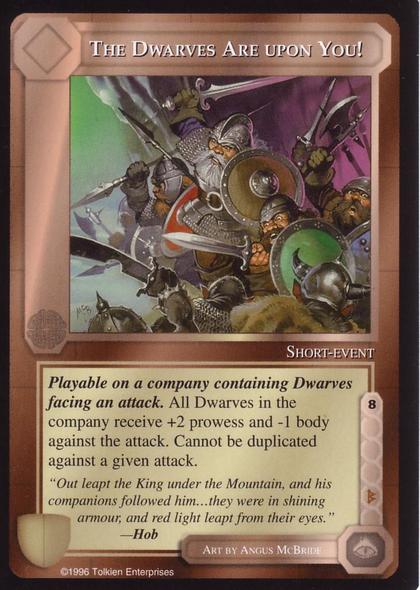 The Dwarves Are upon You!
McB
Short-event
Playable on a company containing Dwarves
facing an attack. All Dwarves in the
company receive +2 prowess and -1 body
against the attack. Cannot be duplicated
against a given attack.
8
“Out leapt the King under the Mountain, and his
companions followed him…they were in shining
armour, and red light leapt from their eyes.”
—Hob
Art by Angus McBride
©1996 Tolkien Enterprises